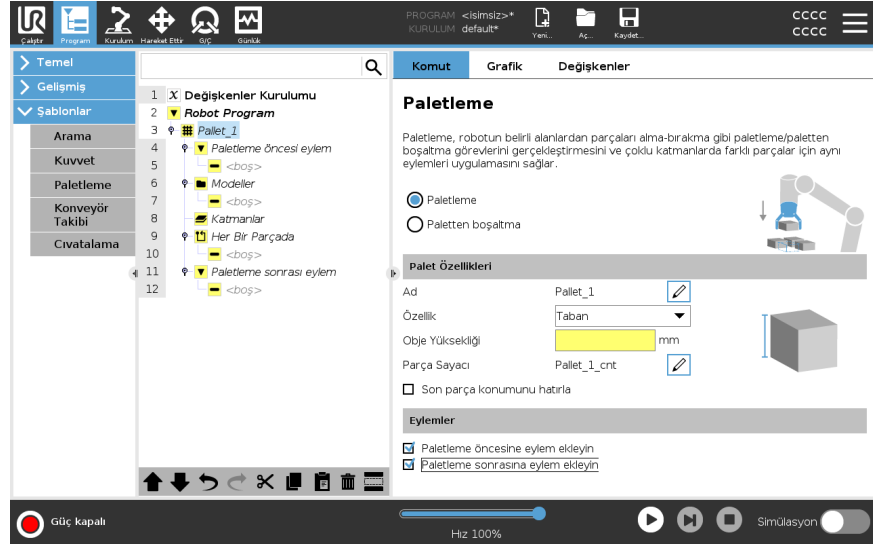 UR
Çalıştır
Program
Kurulum
Hareket Ettir
G/Ç
Günlük
PROGRAM <isimsiz>*
KURULUM default*
Yeni...
Aç...
Kaydet...
cccc
cccc
Temel
Gelişmiş
Şablonlar
Arama
Kuvvet
Paletleme
Konveyör
Takibi
Cıvatalama
1 X Değişkenler Kurulumu
2 Robot Program
3 Pallet_1
4 Paletleme öncesi eylem
5 <boş>
6 Modeller
7 <boş>
8 Katmanlar
9 Her Bir Parçada
10 <boş>
11 Paletleme sonrası eylem
12 <boş>
Komut
Grafik
Değişkenler
Paletleme
Paletleme, robotun belirli alanlardan parçaları alma-bırakma gibi paletleme/paletten
boşaltma görevlerini gerçekleştirmesini ve çoklu katmanlarda farklı parçalar için aynı
eylemleri uygulamasını sağlar.
Paletleme
Paletten boşaltma
Palet Özellikleri
Ad Pallet_1
Özellik Taban
Obje Yüksekliği mm
Parça Sayacı Pallet_1_cnt
Son parça konumunu hatırla
Eylemler
Paletleme öncesine eylem ekleyin
Paletleme sonrasına eylem ekleyin
Güç kapalı
Hız 100%
Simülasyon